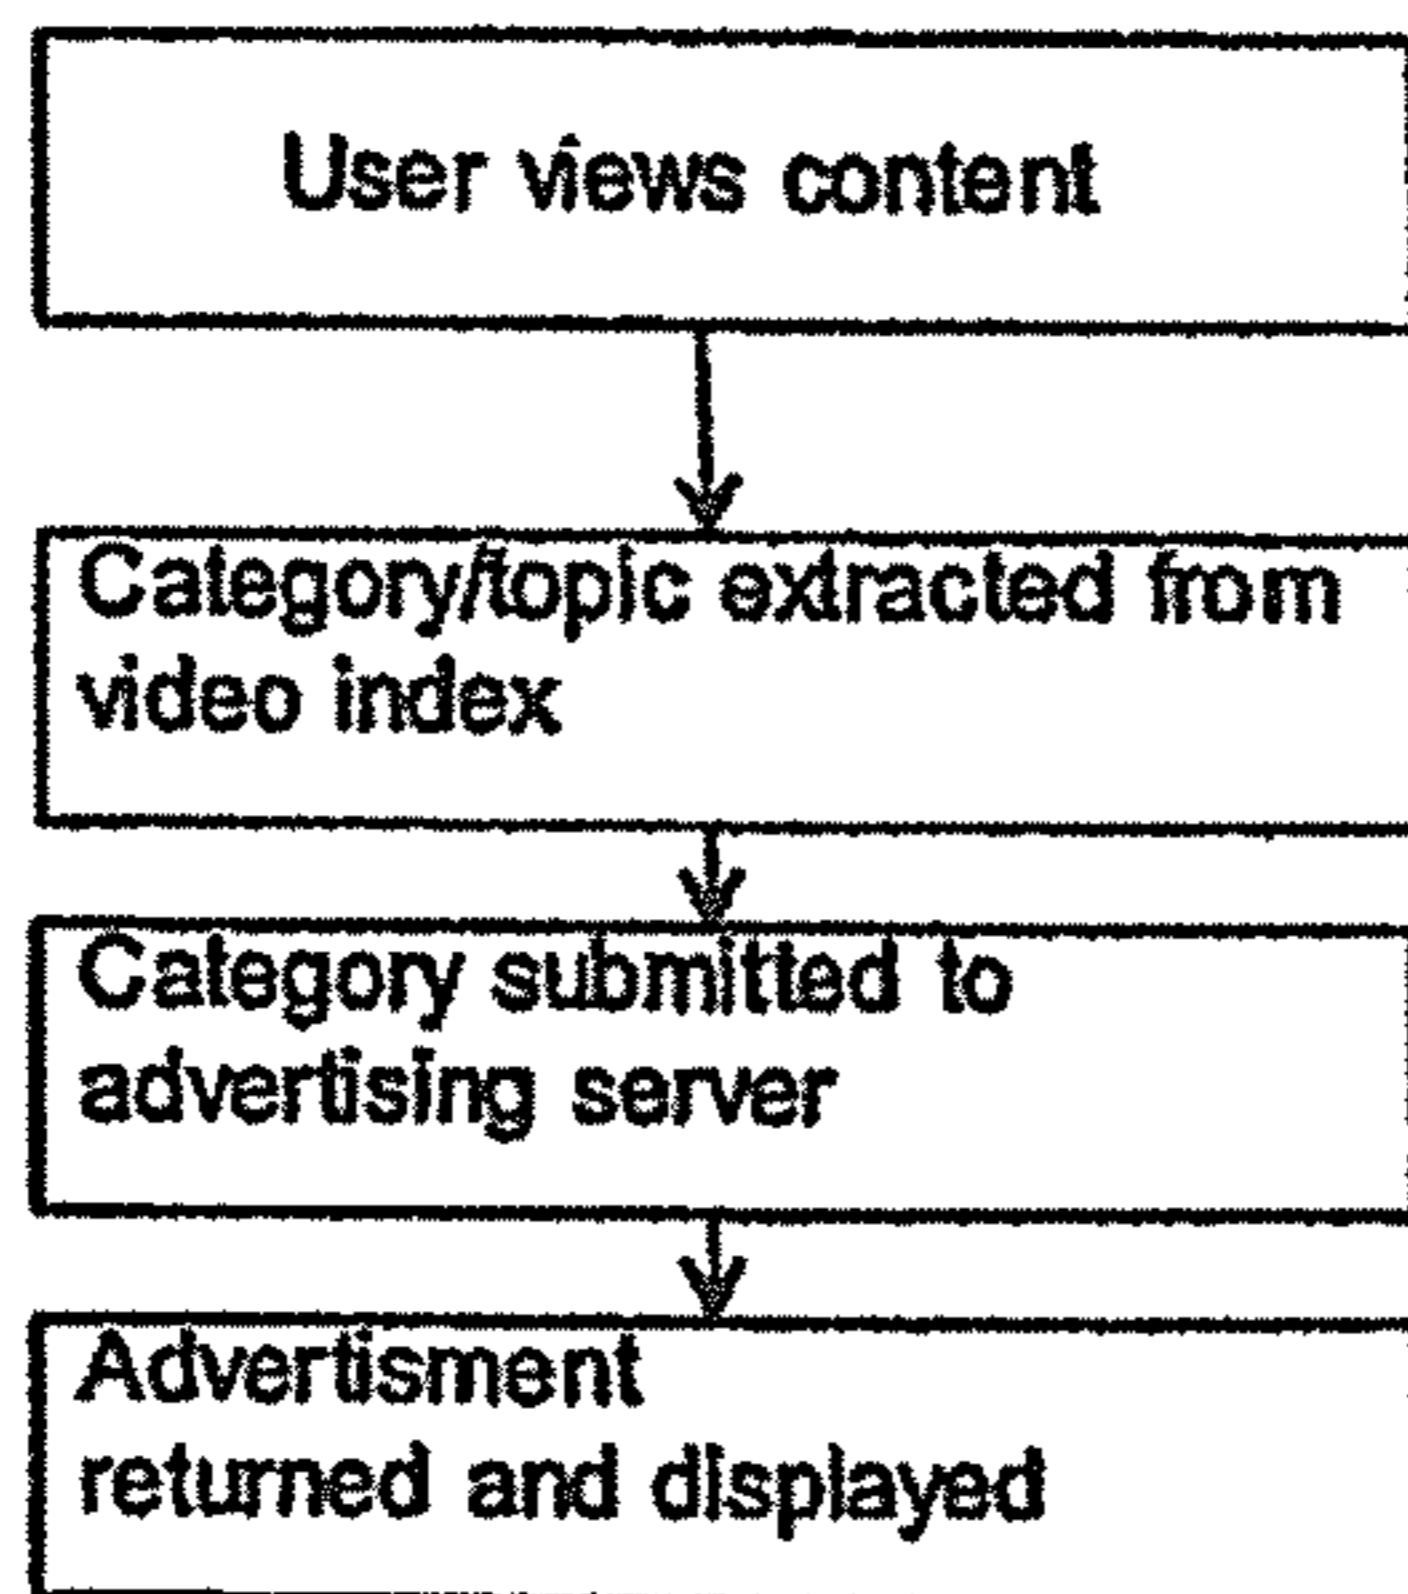 User views content
Category/topic extracted from
video index
Category submitted to
advertising server
Advertisment
returned and displayed